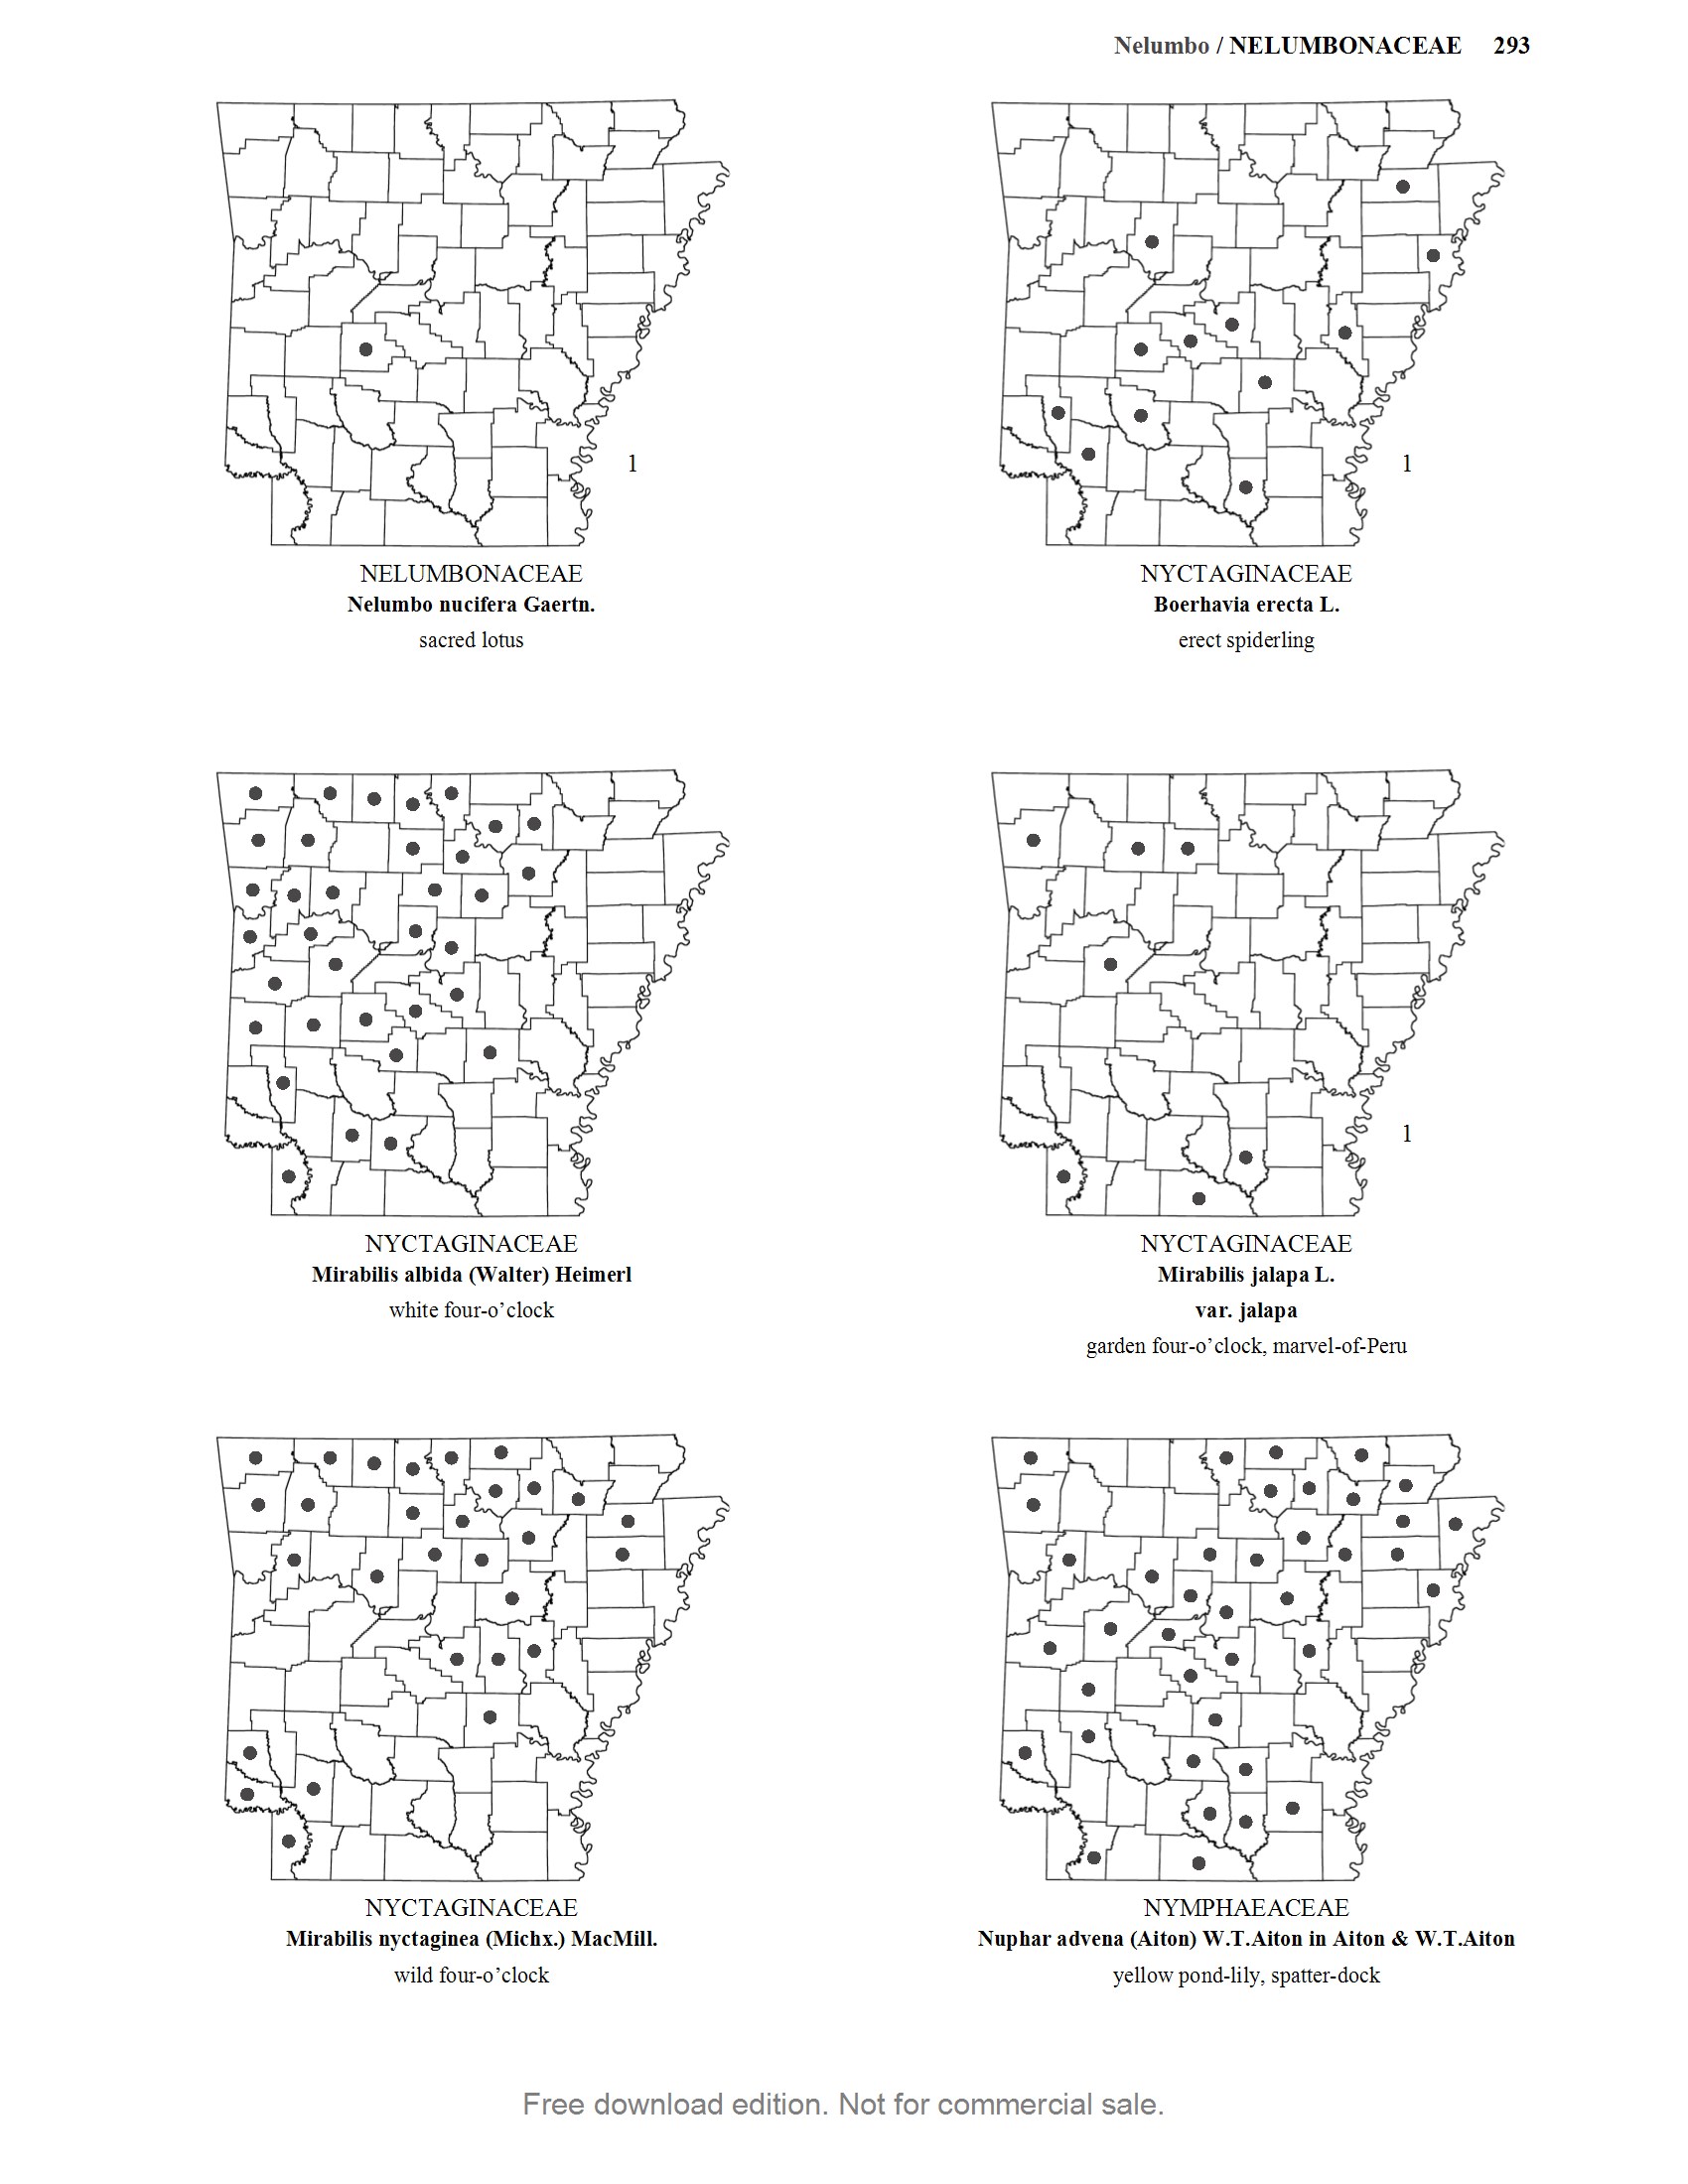 Nelumbo / NELUMBONACEAE 293
1
NELUMBONACEAE
Nelumbo nucifera Gaertn.
sacred lotus
1
NYCTAGINACEAE
Boerhavia erecta L.
erect spiderling
NYCTAGINACEAE
Mirabilis albida (Walter) Heimerl
white four-o’clock
1
NYCTAGINACEAE
Mirabilis jalapa L.
var. jalapa
garden four-o’clock, marvel-of-Peru
NYCTAGINACEAE
Mirabilis nyctaginea (Michx.) MacMill.
wild four-o’clock
NYMPHAEACEAE
Nuphar advena (Aiton) W.T.Aiton in Aiton & W.T.Aiton
yellow pond-lily, spatter-dock
Free download edition. Not for commercial sale.